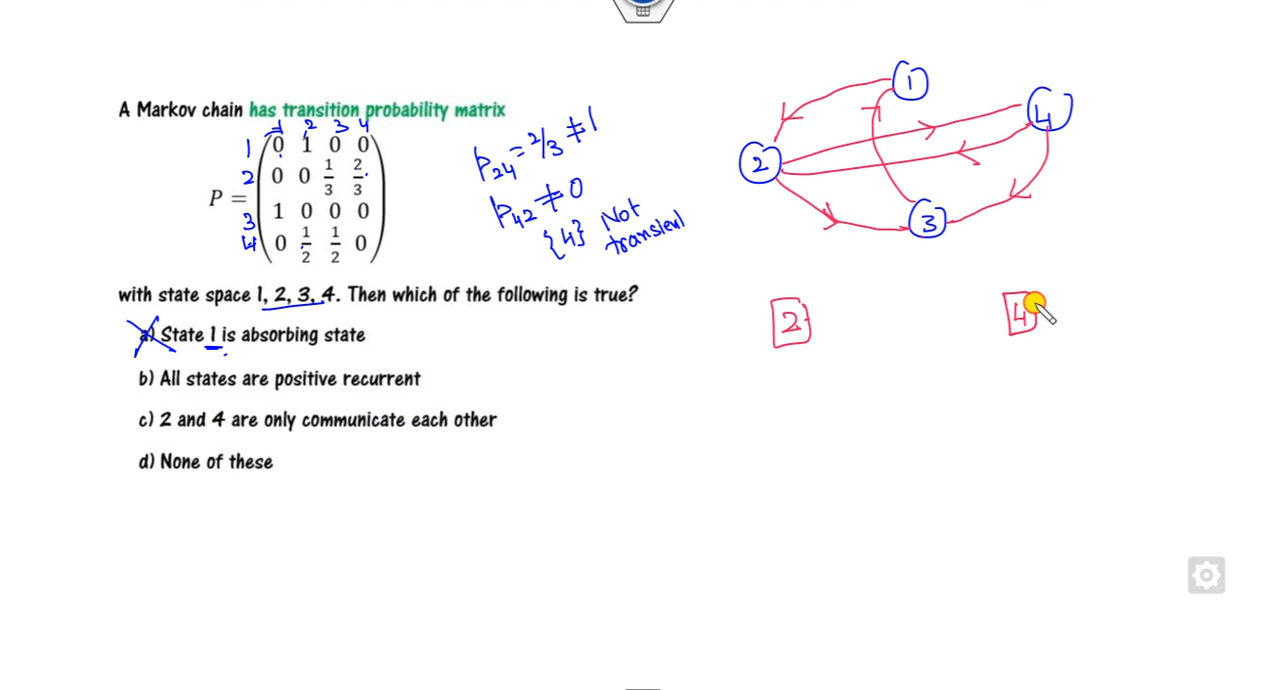 A Markov chain has transition probability matrix
1 2 3 4
1 0 1 0 0
2 0 0 1/3 2/3
P =
3 1 0 0 0
4 0 1/2 1/2 0
p24 = 2/3 ≠ 1
p42 ≠ 0
{4} Not
transient
with state space 1, 2, 3, 4. Then which of the following is true?
a) State 1 is absorbing state
b) All states are positive recurrent
c) 2 and 4 are only communicate each other
d) None of these
1
4
2
3
2
4